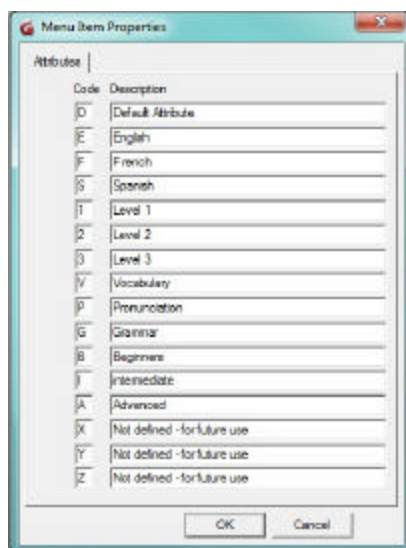 Menu Item Properties
Attributes
Code Description
D Default Attribute
E English
F French
S Spanish
1 Level 1
2 Level 2
3 Level 3
V Vocabulary
P Pronunciation
G Grammar
B Beginners
I intermediate
A Advanced
X Not defined -for future use
Y Not defined -for future use
Z Not defined -for future use
OK Cancel